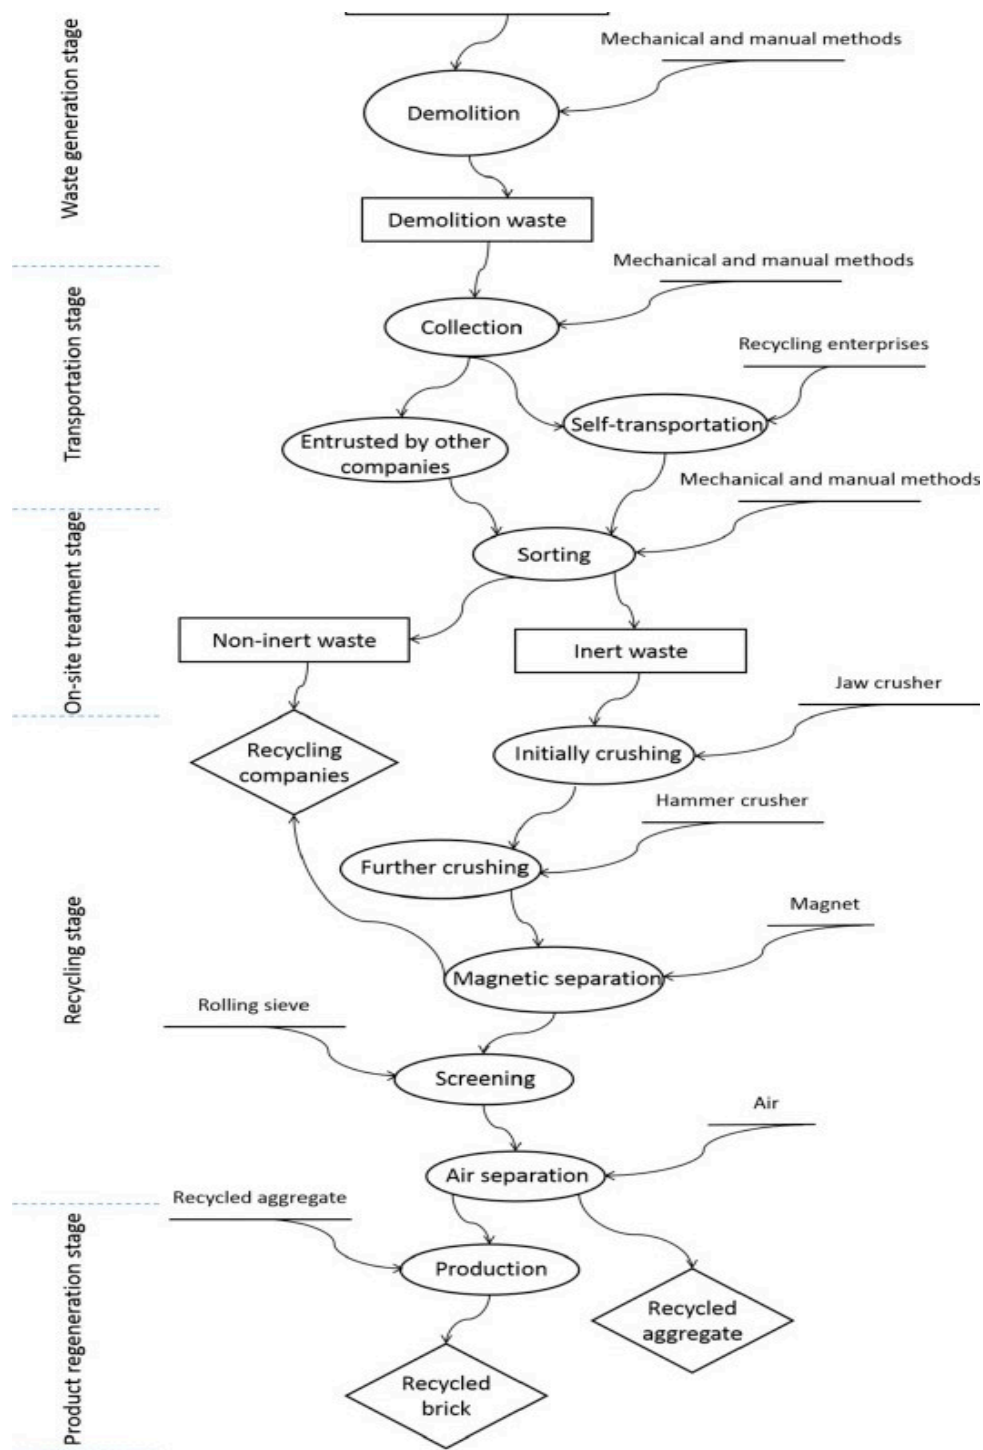 Waste generation stage
Mechanical and manual methods
Demolition
Demolition waste
Transportation stage
Mechanical and manual methods
Collection
Recycling enterprises
Self-transportation
Entrusted by other
companies
On-site treatment stage
Mechanical and manual methods
Sorting
Non-inert waste
Inert waste
Recycling stage
Jaw crusher
Recycling
companies
Initially crushing
Hammer crusher
Further crushing
Magnet
Magnetic separation
Rolling sieve
Screening
Air
Air separation
Product regeneration stage
Recycled aggregate
Production
Recycled
aggregate
Recycled
brick